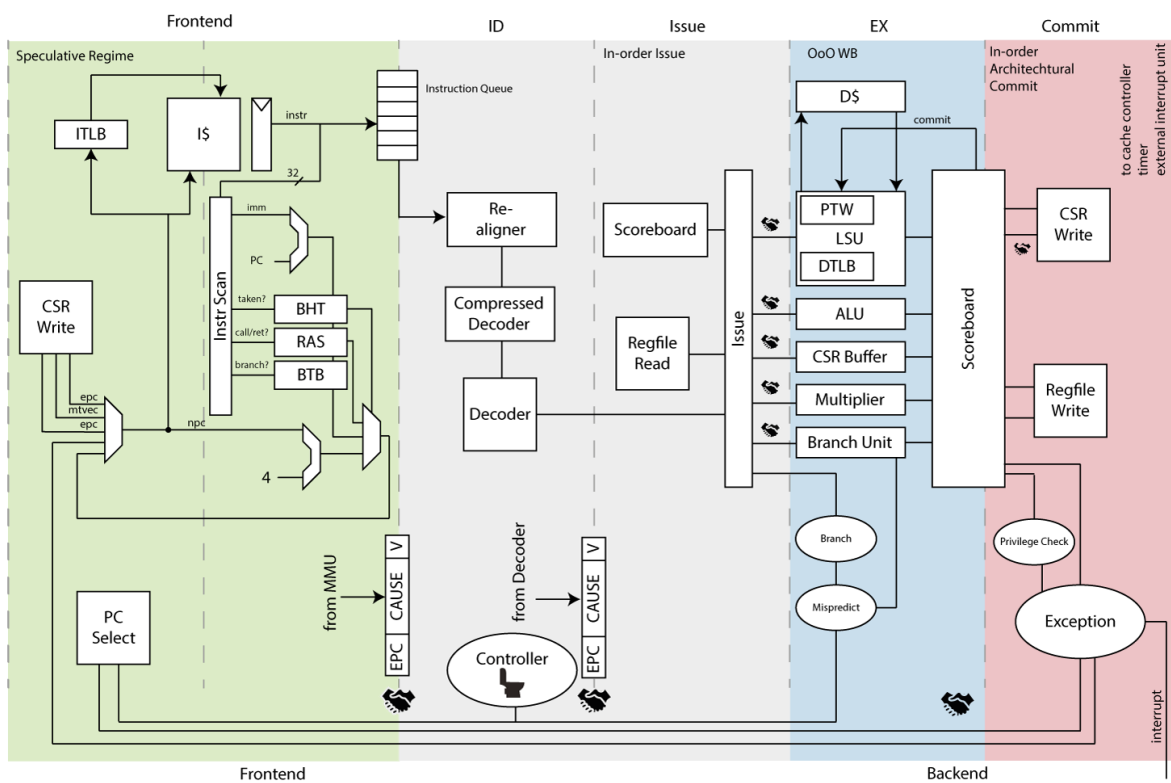 Frontend
ID
Issue
EX
Commit
Speculative Regime
In-order Issue
OoO WB
In-order
Architechtural
Commit
to cache controller
timer
external interrupt unit
Instruction Queue
ITLB
I$
instr
32
D$
commit
Re-
aligner
Scoreboard
PTW
LSU
DTLB
CSR
Write
imm
PC
Instr Scan
CSR
Write
taken?
BHT
call/ret?
RAS
branch?
BTB
Compressed
Decoder
Regfile
Read
Issue
ALU
CSR Buffer
Multiplier
Branch Unit
Scoreboard
Regfile
Write
Decoder
epc
mtvec
epc
npc
4
Branch
Mispredict
Privilege Check
Exception
from MMU
V
CAUSE
EPC
from Decoder
V
CAUSE
EPC
PC
Select
Controller
interrupt
Frontend
Backend